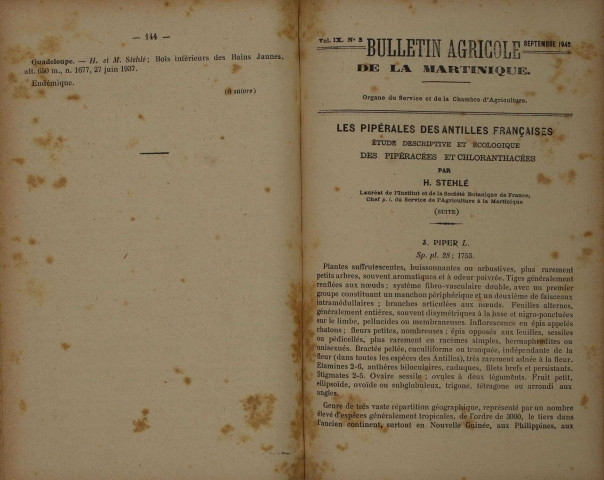 — 144 —
Guadeloupe. — H. et M. Stehlé; Bois inférieurs des Bains Jaunes,
alt. 650 m., n. 1677, 27 juin 1937.
Endémique.
(à suivre)
Vol. IX. N° 3
SEPTEMBRE 1940
BULLETIN AGRICOLE
DE LA MARTINIQUE.
Organe du Service et de la Chambre d'Agriculture.
LES PIPÉRALES DES ANTILLES FRANÇAISES
ÉTUDE DESCRIPTIVE ET ÉCOLOGIQUE
DES PIPÉRACÉES ET CHLORANTHACÉES
PAR
H. STEHLÉ
Lauréat de l'Institut et de la Société Botanique de France,
Chef p. i. du Service de l'Agriculture à la Martinique
(SUITE)
3. PIPER L.
Sp. pl. 28; 1753.
Plantes suffrutescentes, buissonnantes ou arbustives, plus rarement
petits arbres, souvent aromatiques et à odeur poivrée. Tiges généralement
renflées aux nœuds; système fibro-vasculaire double, avec un premier
groupe constituant un manchon périphérique et un deuxième de faisceaux
intramédullaires; branches articulées aux nœuds. Feuilles alternes,
généralement entières, souvent disymétriques à la base et nigro-ponctuées
sur le limbe, pellucides ou membraneuses. Inflorescence en épis appelés
chatons; fleurs petites, nombreuses; épis opposés aux feuilles, sessiles
ou pédicellés, plus rarement en racèmes simples, hermaphrodites ou
unisexués. Bractée peltée, cuculliforme ou tronquée, indépendante de la
fleur (dans toutes les espèces des Antilles), très rarement adnée à la fleur.
Etamines 2-6, anthères biloculaires, caduques, filets brefs et persistants.
Stigmates 2-5. Ovaire sessile; ovules à deux téguments. Fruit petit,
ellipsoïde, ovoïde ou subglobuleux, trigone, tétragone ou arrondi aux
angles.
Genre de très vaste répartition géographique, représenté par un nombre
élevé d'espèces généralement tropicales, de l'ordre de 3000, le tiers dans
l'ancien continent, surtout en Nouvelle Guinée, aux Philippines, aux